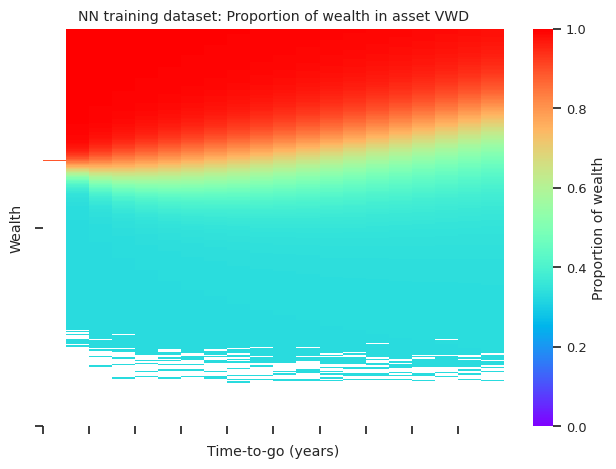 NN training dataset: Proportion of wealth in asset VWD
Wealth
Time-to-go (years)
1.0
0.8
0.6
0.4
0.2
0.0
Proportion of wealth